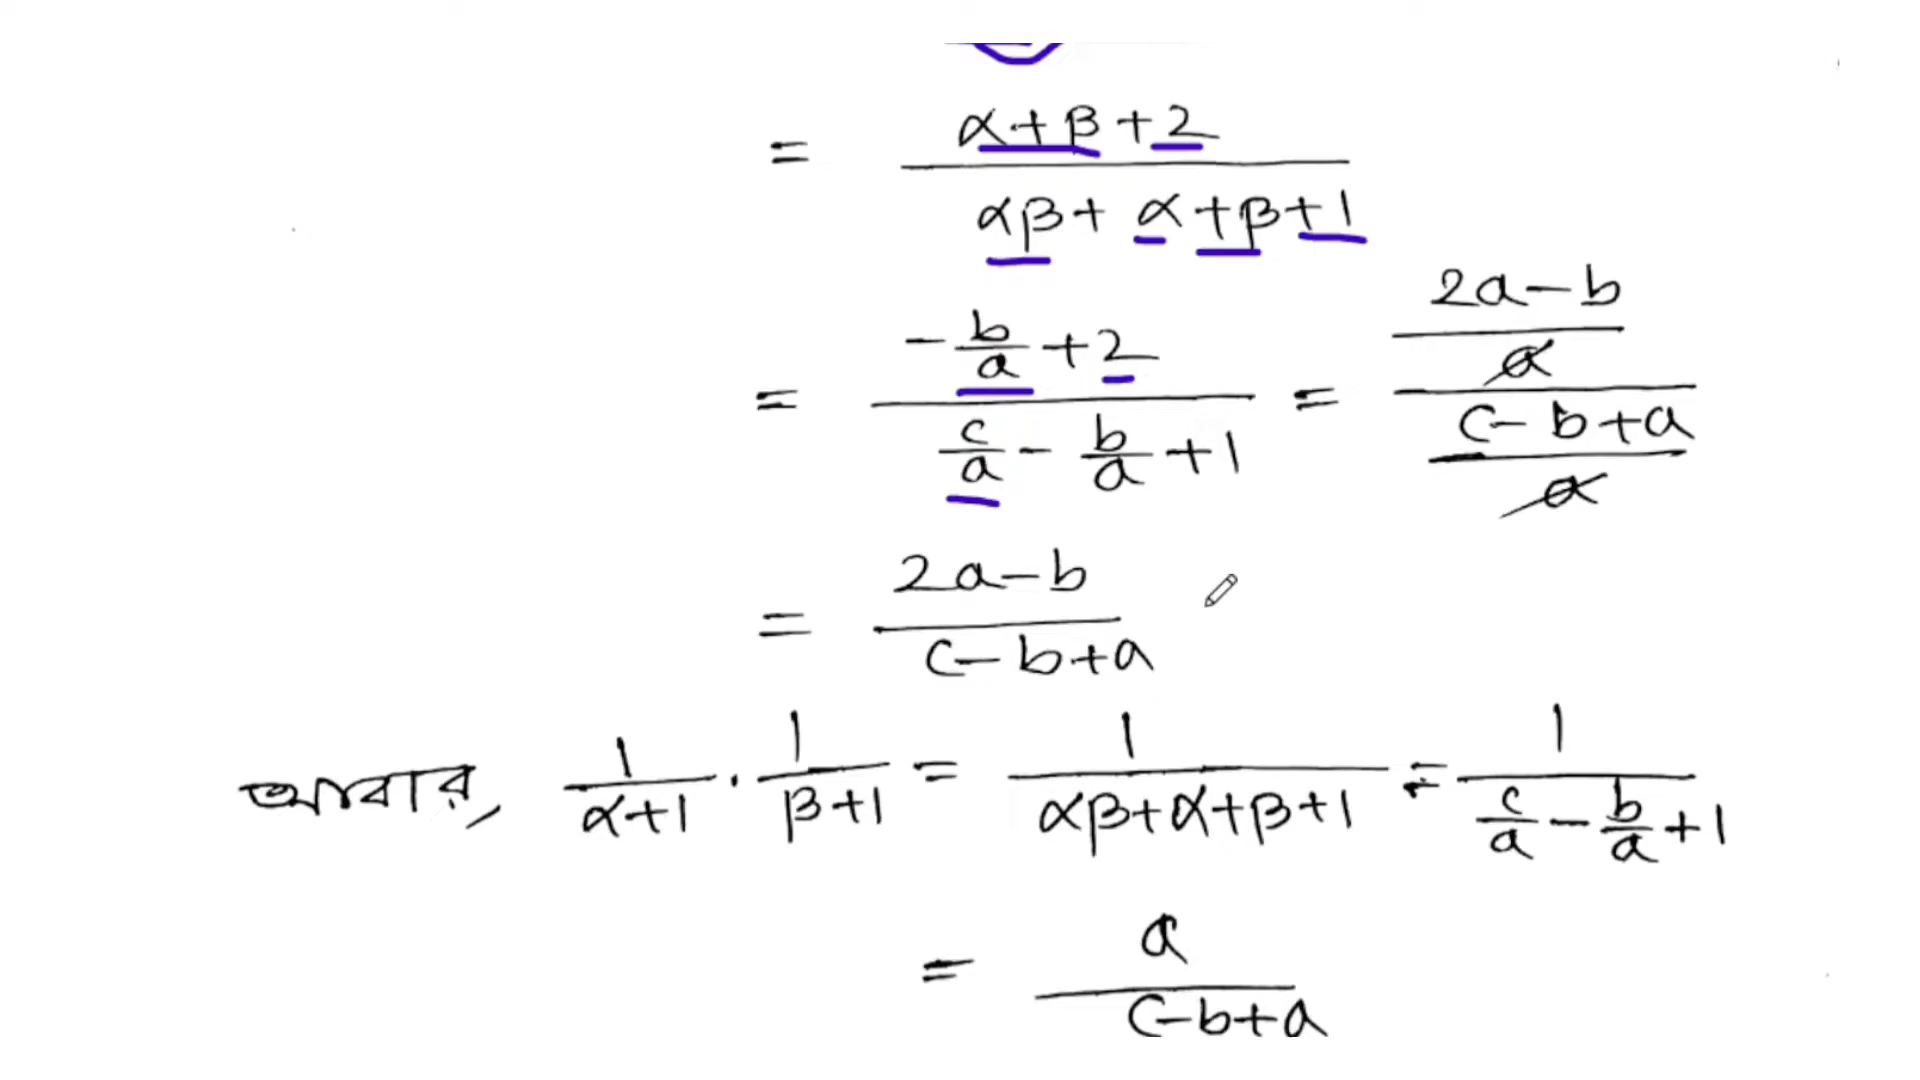 = (α+β+2)/(αβ+α+β+1)
= (-b/a+2)/(c/a-b/a+1) = ((2a-b)/a)/((c-b+a)/a)
= (2a-b)/(c-b+a)
আবার, 1/(α+1) · 1/(β+1) = 1/(αβ+α+β+1) = 1/(c/a-b/a+1)
= a/(c-b+a)